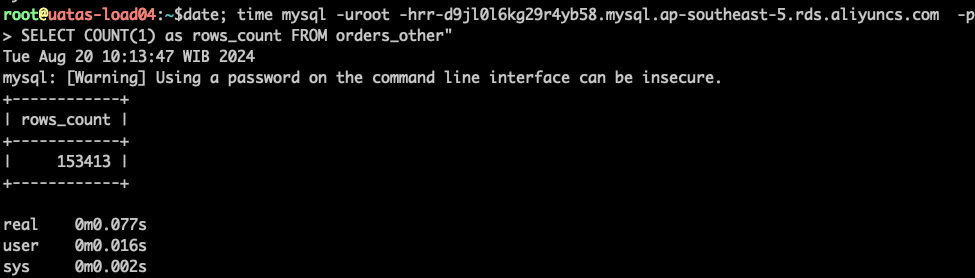 root@uatas-load04:~$date; time mysql -uroot -hrr-d9jl0l6kg29r4yb58.mysql.ap-southeast-5.rds.aliyuncs.com  -p
> SELECT COUNT(1) as rows_count FROM orders_other"
Tue Aug 20 10:13:47 WIB 2024
mysql: [Warning] Using a password on the command line interface can be insecure.
+------------+
| rows_count |
+------------+
|     153413 |
+------------+
real    0m0.077s
user    0m0.016s
sys     0m0.002s